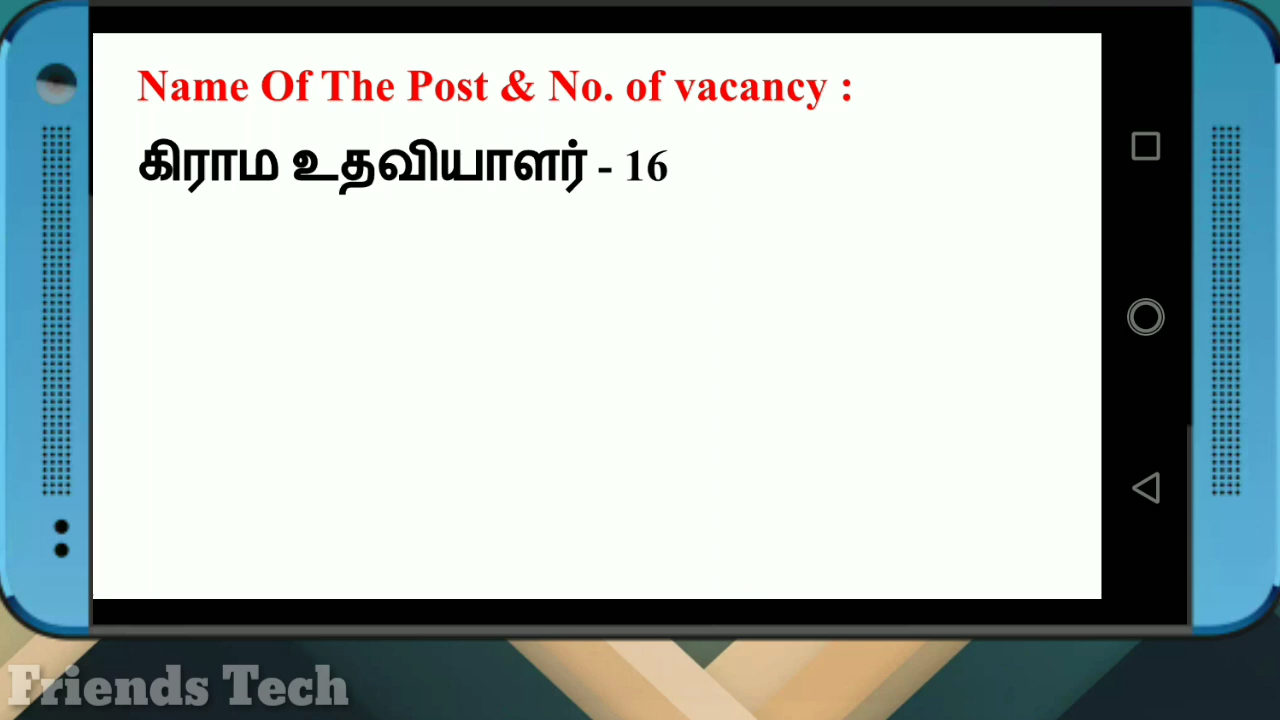 Name Of The Post & No. of vacancy :
கிராம உதவியாளர் - 16
Friends Tech